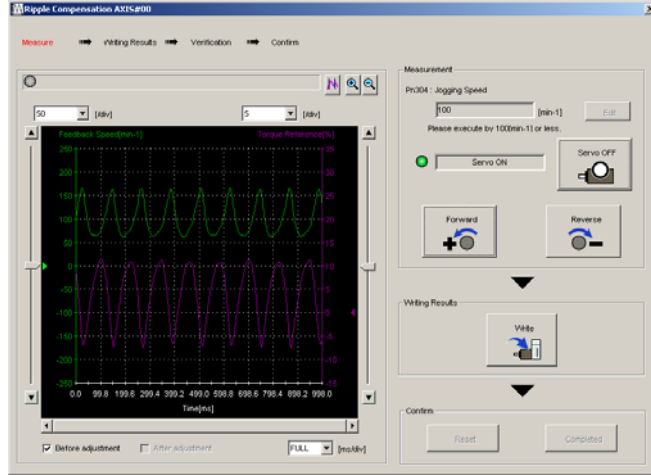 Ripple Compensation AXIS#00
Measure Writing Results Verification Confirm
50 [/div] 5 [/div]
Feedback Speed[min-1] Torque Reference[%]
250 35
200 30
150 25
100 20
50 15
0 10
-50 5
-100 0
-150 -5
-200 -10
-250 -15
0.0 99.8 199.6 299.4 399.2 499.0 598.8 698.6 798.4 898.2 998.0
Time[ms]
Before adjustment After adjustment FULL [ms/div]
Measurement
Pn304 : Jogging Speed
100 [min-1] Edit
Please execute by 100[min-1] or less.
Servo ON
Servo OFF
Forward Reverse
Writing Results
Write
Confirm
Reset Completed